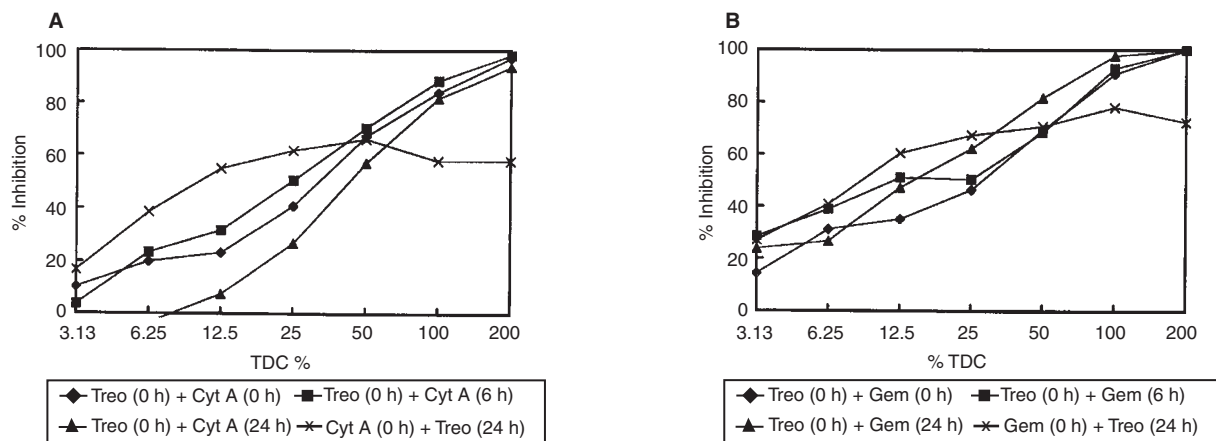 A
100
80
60
40
20
0
% Inhibition
3.13 6.25 12.5 25 50 100 200
TDC %
Treo (0 h) + Cyt A (0 h) Treo (0 h) + Cyt A (6 h)
Treo (0 h) + Cyt A (24 h) Cyt A (0 h) + Treo (24 h)
B
100
80
60
40
20
0
% Inhibition
3.13 6.25 12.5 25 50 100 200
% TDC
Treo (0 h) + Gem (0 h) Treo (0 h) + Gem (6 h)
Treo (0 h) + Gem (24 h) Gem (0 h) + Treo (24 h)